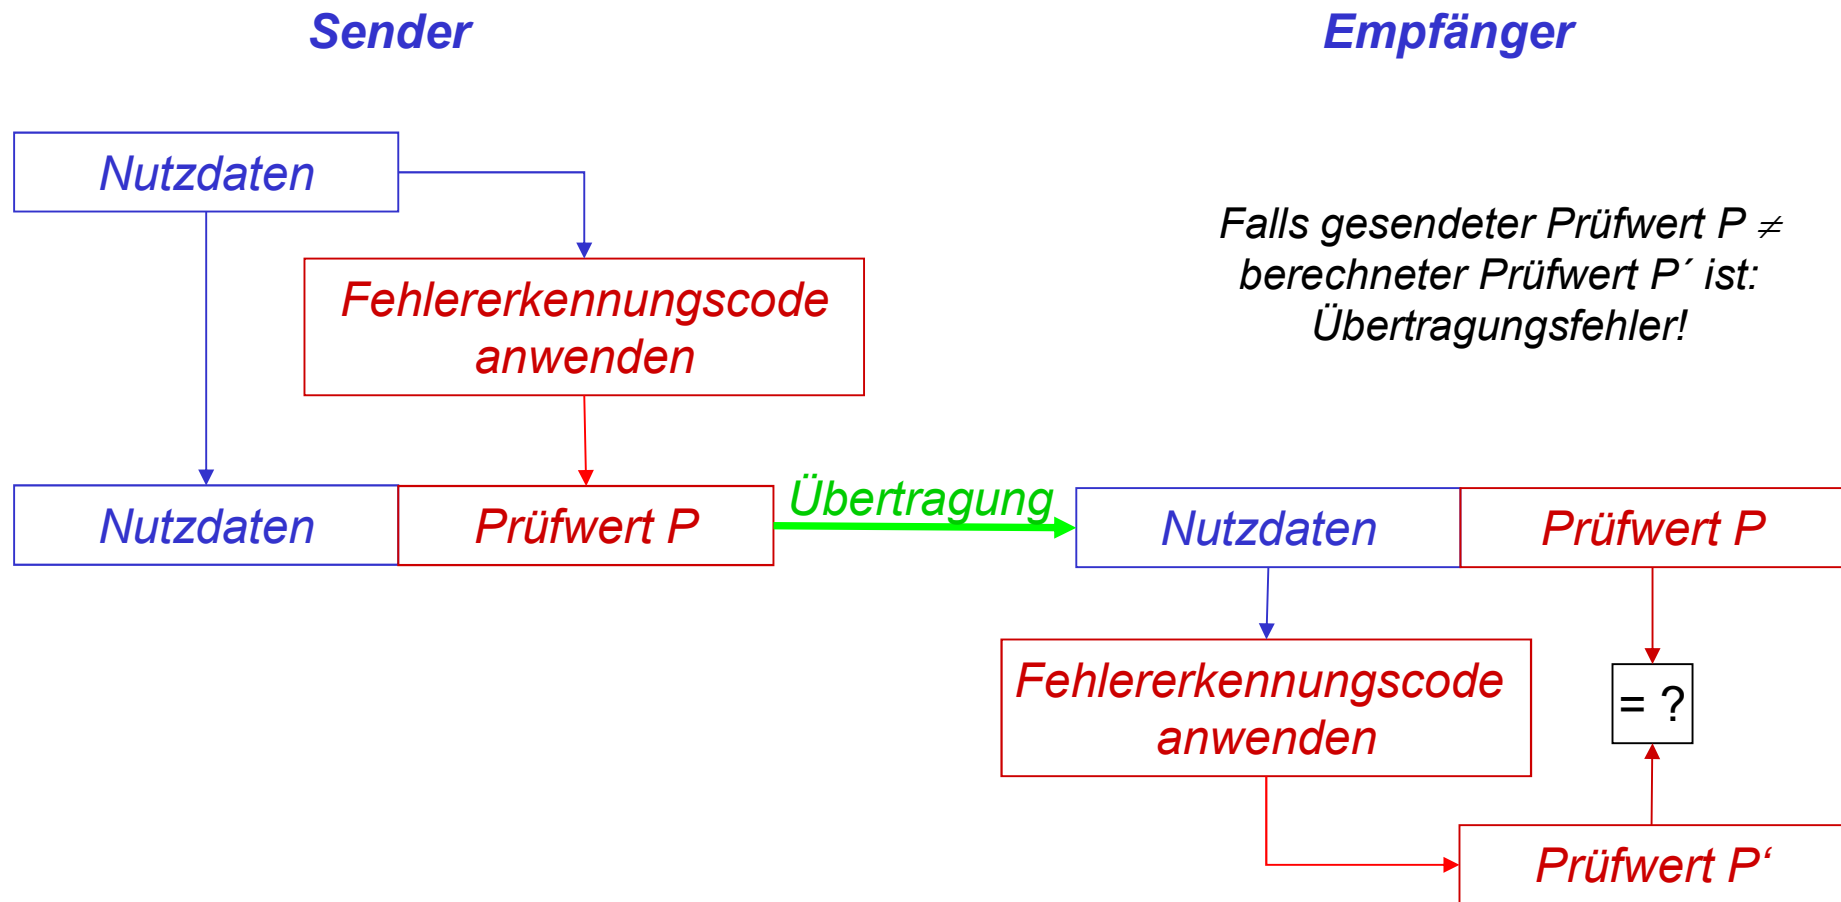 Sender
Empfänger
Nutzdaten
Falls gesendeter Prüfwert P ≠
berechneter Prüfwert P´ ist:
Übertragungsfehler!
Fehlererkennungscode
anwenden
Nutzdaten
Prüfwert P
Übertragung
Nutzdaten
Prüfwert P
Fehlererkennungscode
anwenden
= ?
Prüfwert P‘